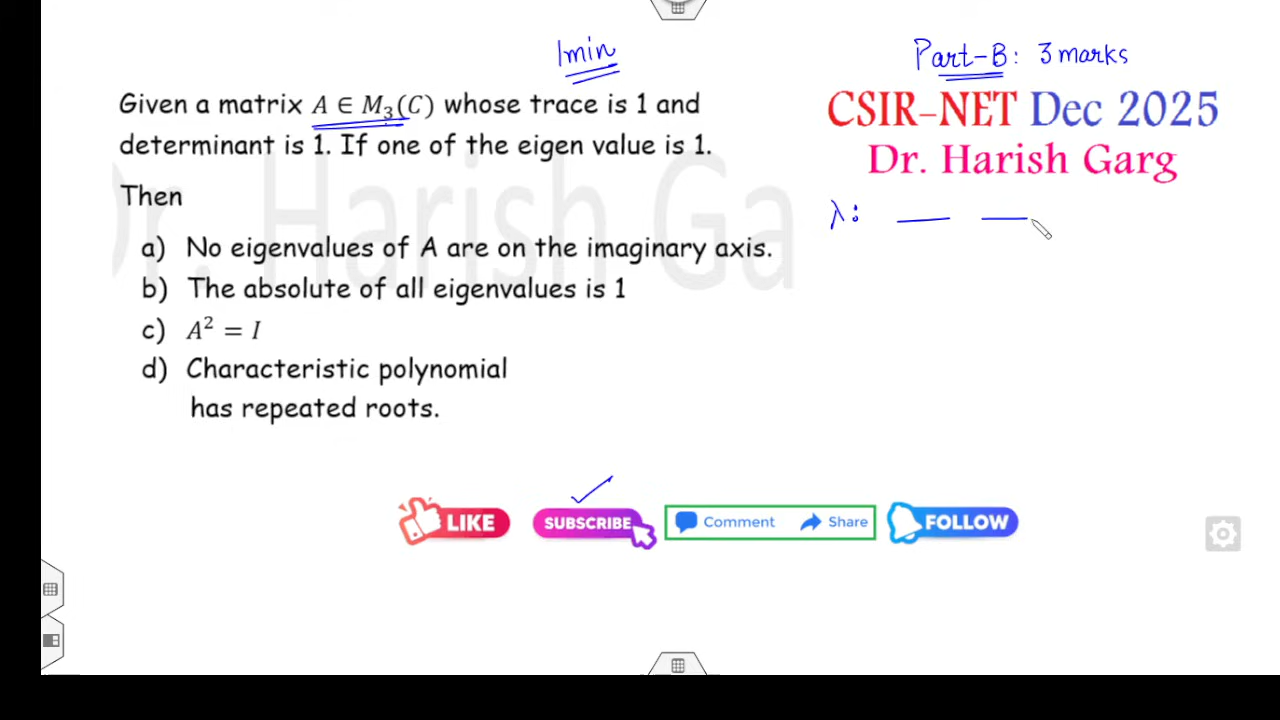 1min
Part-B: 3 marks
Given a matrix A ∈ M₃(C) whose trace is 1 and
determinant is 1. If one of the eigen value is 1.
Then
a) No eigenvalues of A are on the imaginary axis.
b) The absolute of all eigenvalues is 1
c) A² = I
d) Characteristic polynomial
has repeated roots.
CSIR-NET Dec 2025
Dr. Harish Garg
λ:
Dr. Harish Ga
LIKE
SUBSCRIBE
Comment
Share
FOLLOW